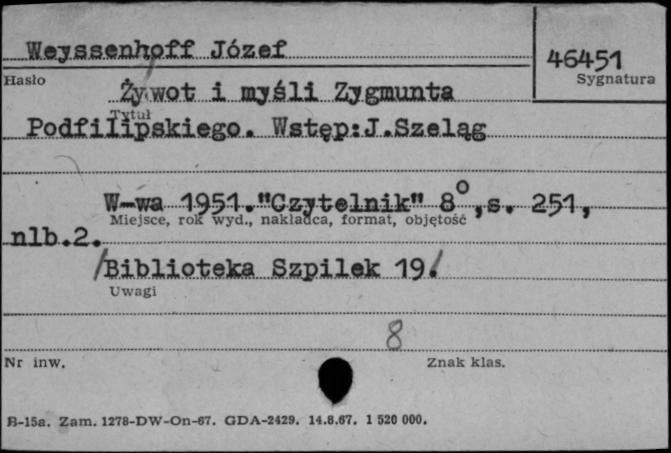 Weyssenhoff Józef
46451
Hasło
Sygnatura
Żywot i myśli Zygmunta
Tytuł
Podfilipskiego. Wstęp:J.Szeląg
W-wa 1951."Czytelnik" 8°,s. 251,
Miejsce, rok wyd., nakładca, format, objętość
nlb.2.
/Biblioteka Szpilek 19/
Uwagi
8
Nr inw.
Znak klas.
B-15a. Zam. 1278-DW-On-67. GDA-2429. 14.8.67. 1 520 000.